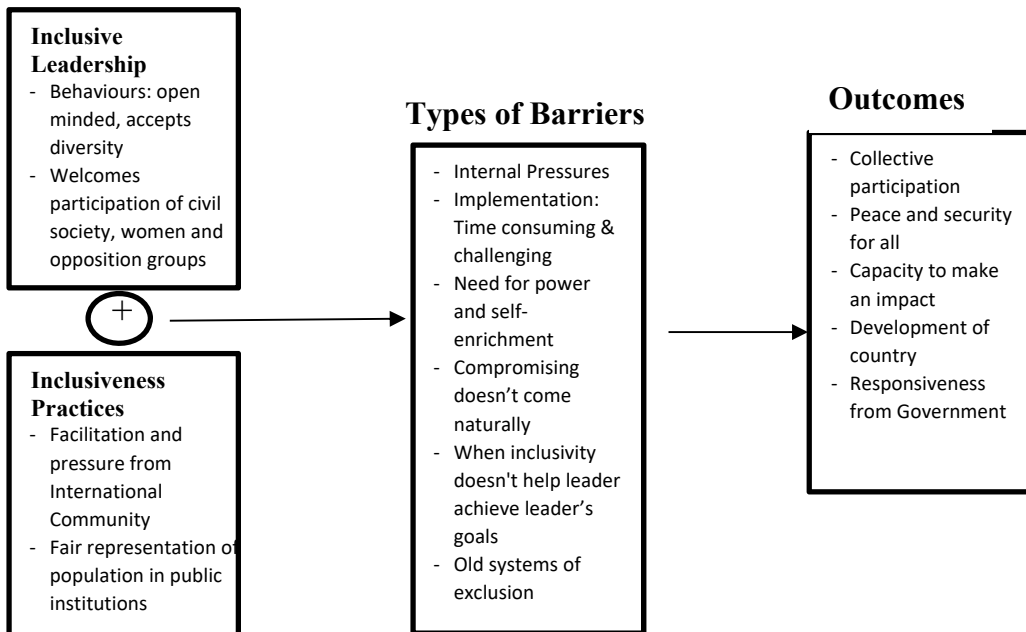 Inclusive
Leadership
- Behaviours: open
minded, accepts
diversity
- Welcomes
participation of civil
society, women and
opposition groups
+
Inclusiveness
Practices
- Facilitation and
pressure from
International
Community
- Fair representation of
population in public
institutions
Types of Barriers
- Internal Pressures
- Implementation:
Time consuming &
challenging
- Need for power
and self-
enrichment
- Compromising
doesn’t come
naturally
- When inclusivity
doesn't help leader
achieve leader’s
goals
- Old systems of
exclusion
Outcomes
- Collective
participation
- Peace and security
for all
- Capacity to make
an impact
- Development of
country
- Responsiveness
from Government